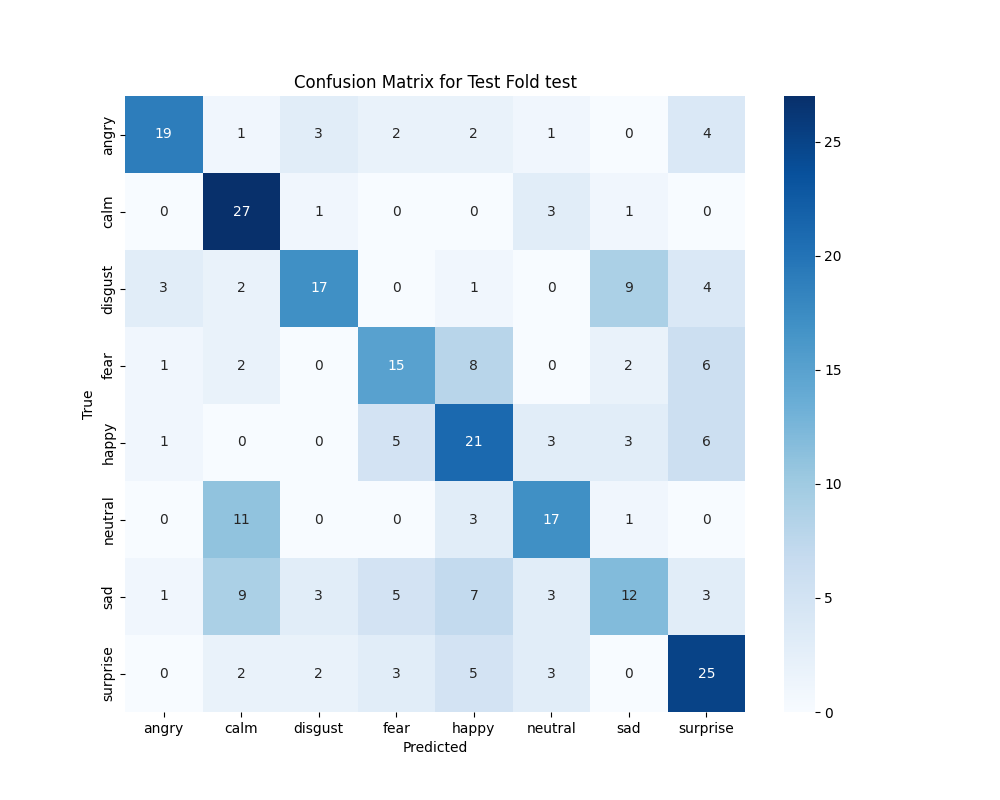 Confusion Matrix for Test Fold test
angry 19 1 3 2 2 1 0 4
calm 0 27 1 0 0 3 1 0
disgust 3 2 17 0 1 0 9 4
fear 1 2 0 15 8 0 2 6
happy 1 0 0 5 21 3 3 6
neutral 0 11 0 0 3 17 1 0
sad 1 9 3 5 7 3 12 3
surprise 0 2 2 3 5 3 0 25
True
angry calm disgust fear happy neutral sad surprise
Predicted
25
20
15
10
5
0